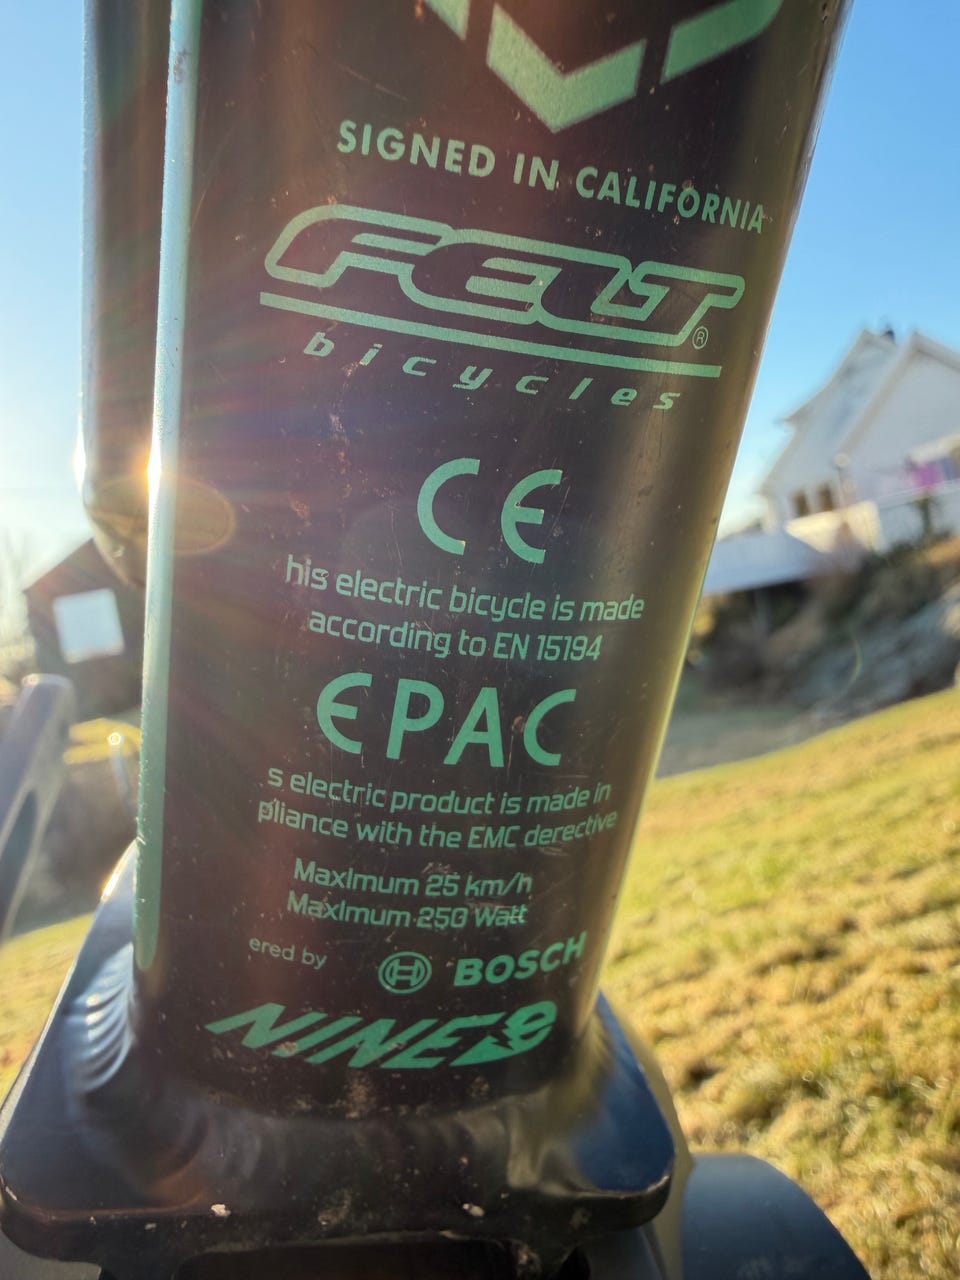 SIGNED IN CALIFORNIA
FELT®
bicycles
CE
his electric bicycle is made
according to EN 15194
EPAC
s electric product is made in
pliance with the EMC derective
MaxImum 25 km/h
MaxImum 250 Watt
ered by BOSCH
NINE e